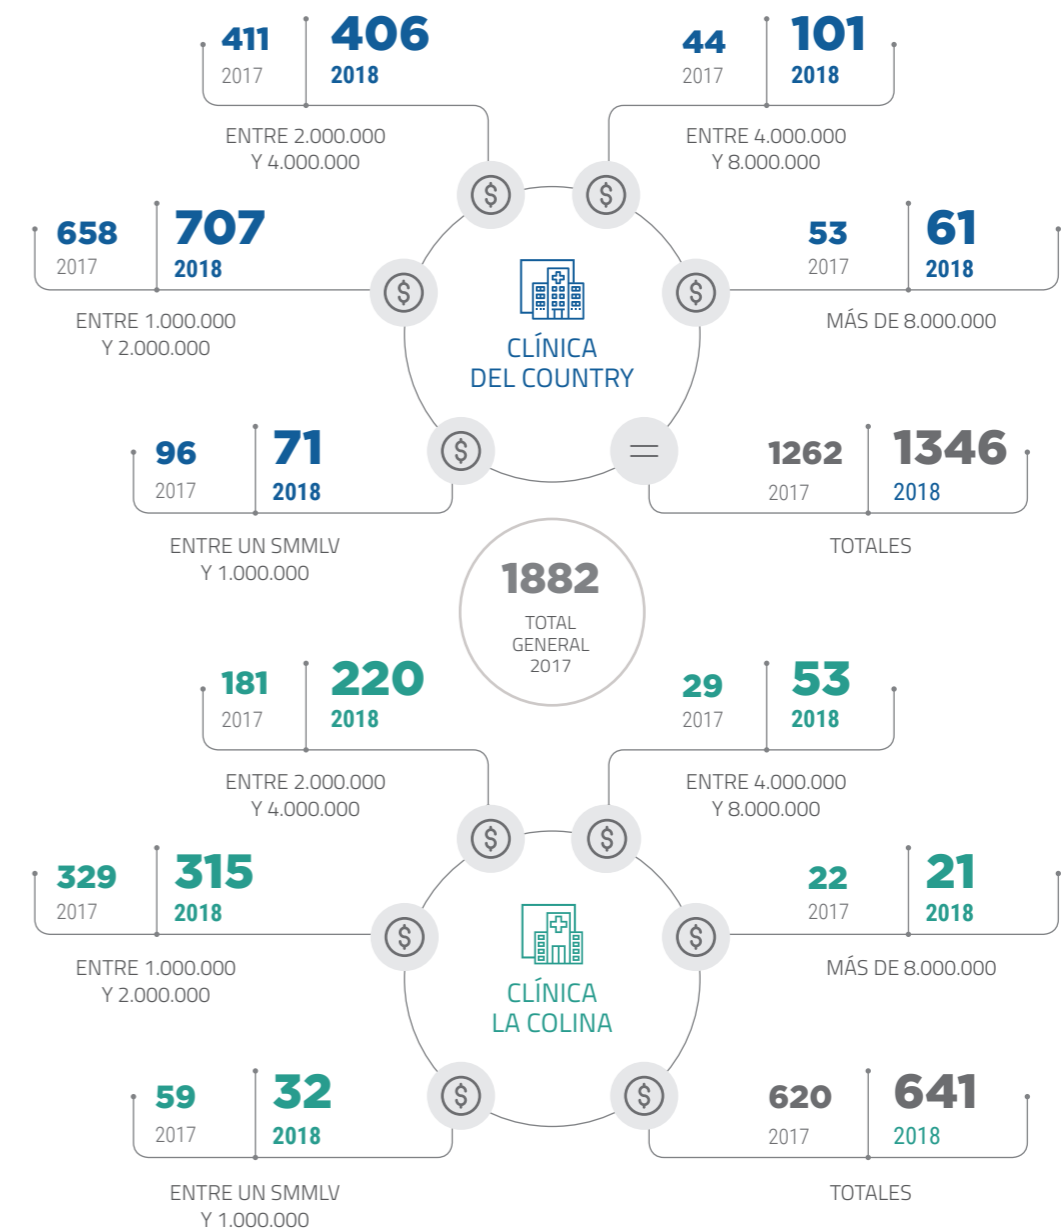 411
2017
406
2018
ENTRE 2.000.000
Y 4.000.000
44
2017
101
2018
ENTRE 4.000.000
Y 8.000.000
658
2017
707
2018
ENTRE 1.000.000
Y 2.000.000
53
2017
61
2018
MÁS DE 8.000.000
CLÍNICA
DEL COUNTRY
96
2017
71
2018
ENTRE UN SMMLV
Y 1.000.000
1262
2017
1346
2018
TOTALES
1882
TOTAL
GENERAL
2017
181
2017
220
2018
ENTRE 2.000.000
Y 4.000.000
29
2017
53
2018
ENTRE 4.000.000
Y 8.000.000
329
2017
315
2018
ENTRE 1.000.000
Y 2.000.000
22
2017
21
2018
MÁS DE 8.000.000
CLÍNICA
LA COLINA
59
2017
32
2018
ENTRE UN SMMLV
Y 1.000.000
620
2017
641
2018
TOTALES